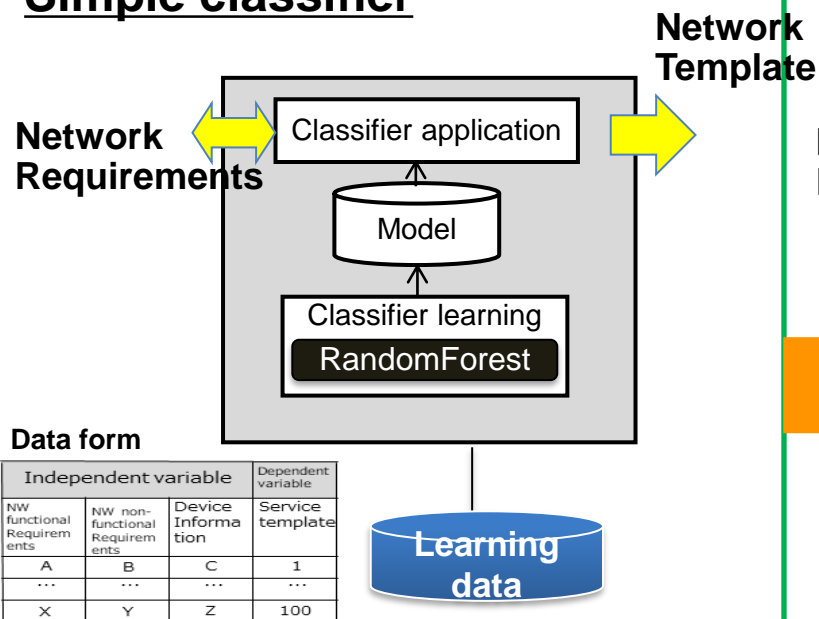 Simple classifier
Network
Template
Network
Requirements
Classifier application
Model
Classifier learning
RandomForest
Data form
Independent variable
Dependent
variable
NW
functional
Requirem
ents
NW non-
functional
Requirem
ents
Device
Informa
tion
Service
template
A B C 1
... ... ... ...
X Y Z 100
Learning
data